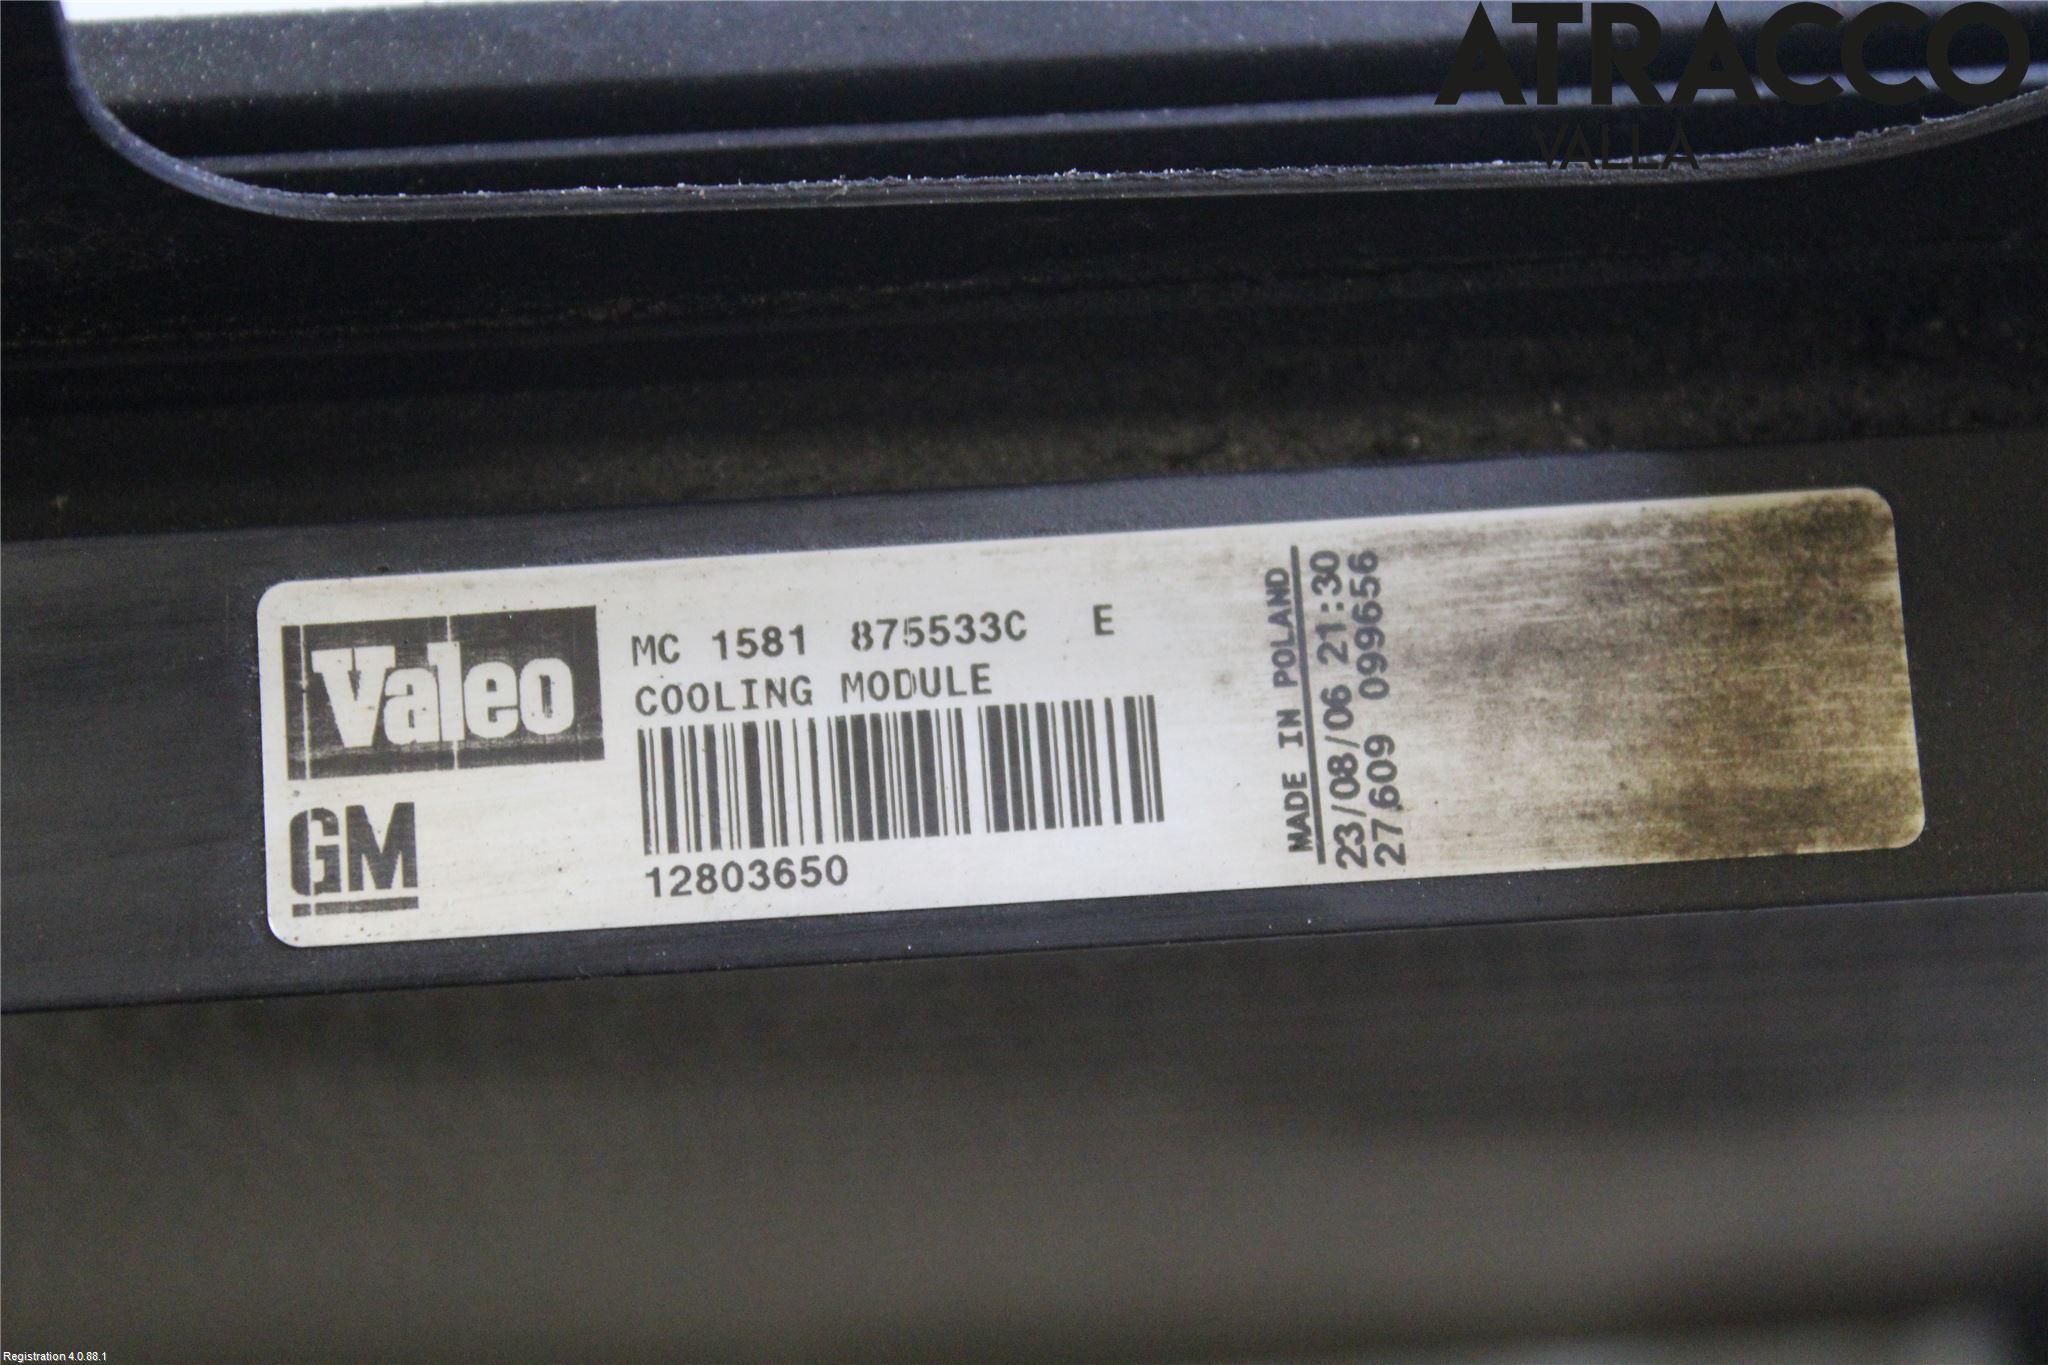 ATRACCO
VALLA
Valeo
GM
MC 1581 875533C E
COOLING MODULE
12803650
MADE IN POLAND
23/08/06 21:30
27609 099656
Registration 4.0.88.1